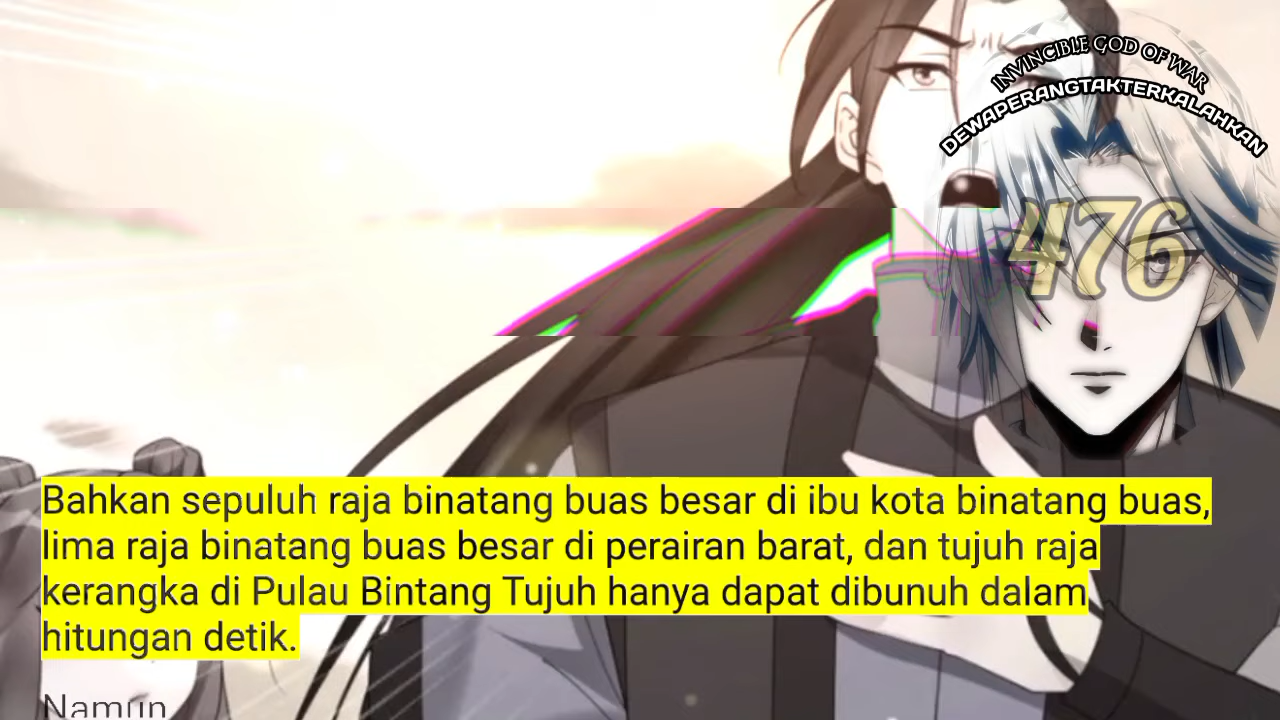 INVINCIBLE GOD OF WAR
DEWAPERANGTAKTERKALAHKAN
476
Bahkan sepuluh raja binatang buas besar di ibu kota binatang buas,
lima raja binatang buas besar di perairan barat, dan tujuh raja
kerangka di Pulau Bintang Tujuh hanya dapat dibunuh dalam
hitungan detik.
Namun